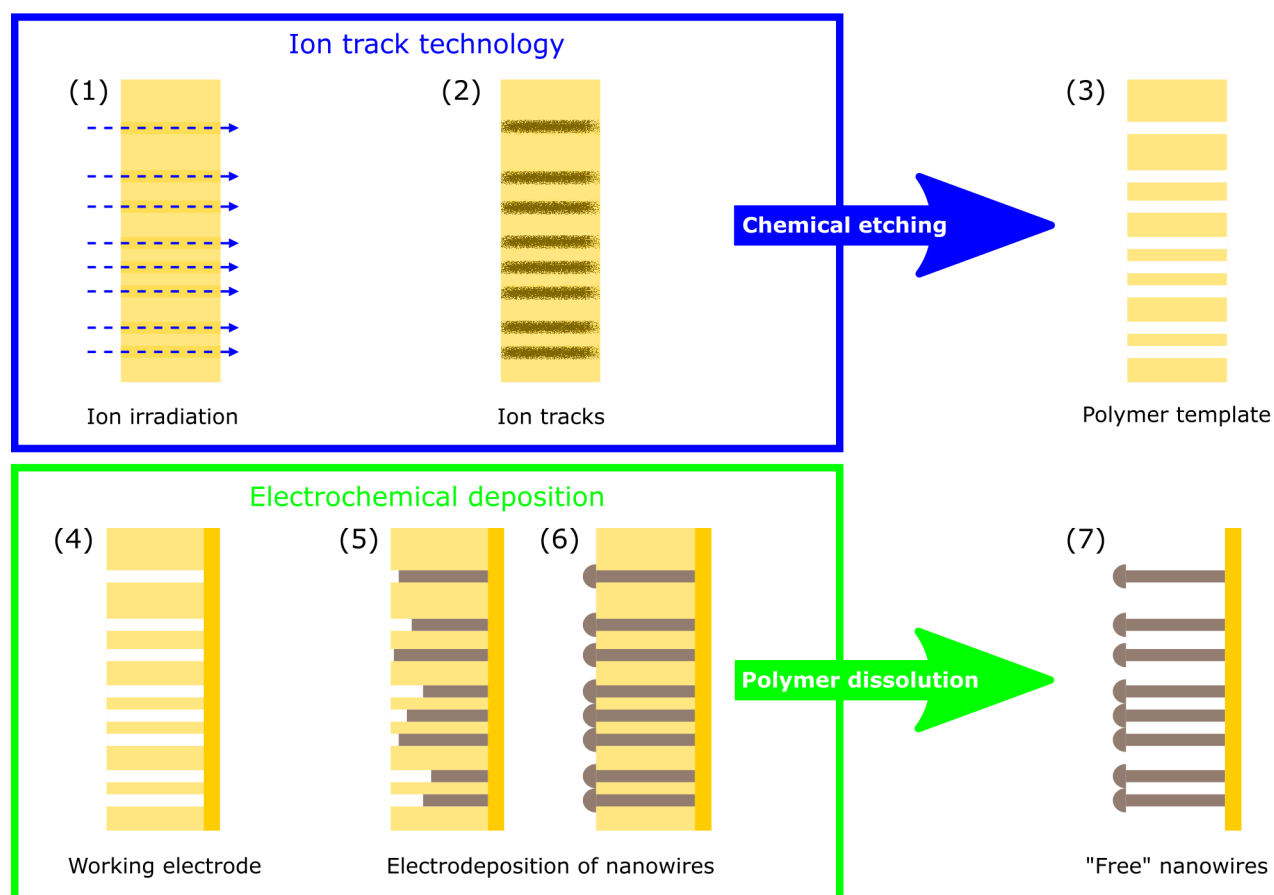 Ion track technology
(1)
(2)
(3)
Chemical etching
Ion irradiation
Ion tracks
Polymer template
Electrochemical deposition
(4)
(5)
(6)
(7)
Polymer dissolution
Working electrode
Electrodeposition of nanowires
"Free" nanowires